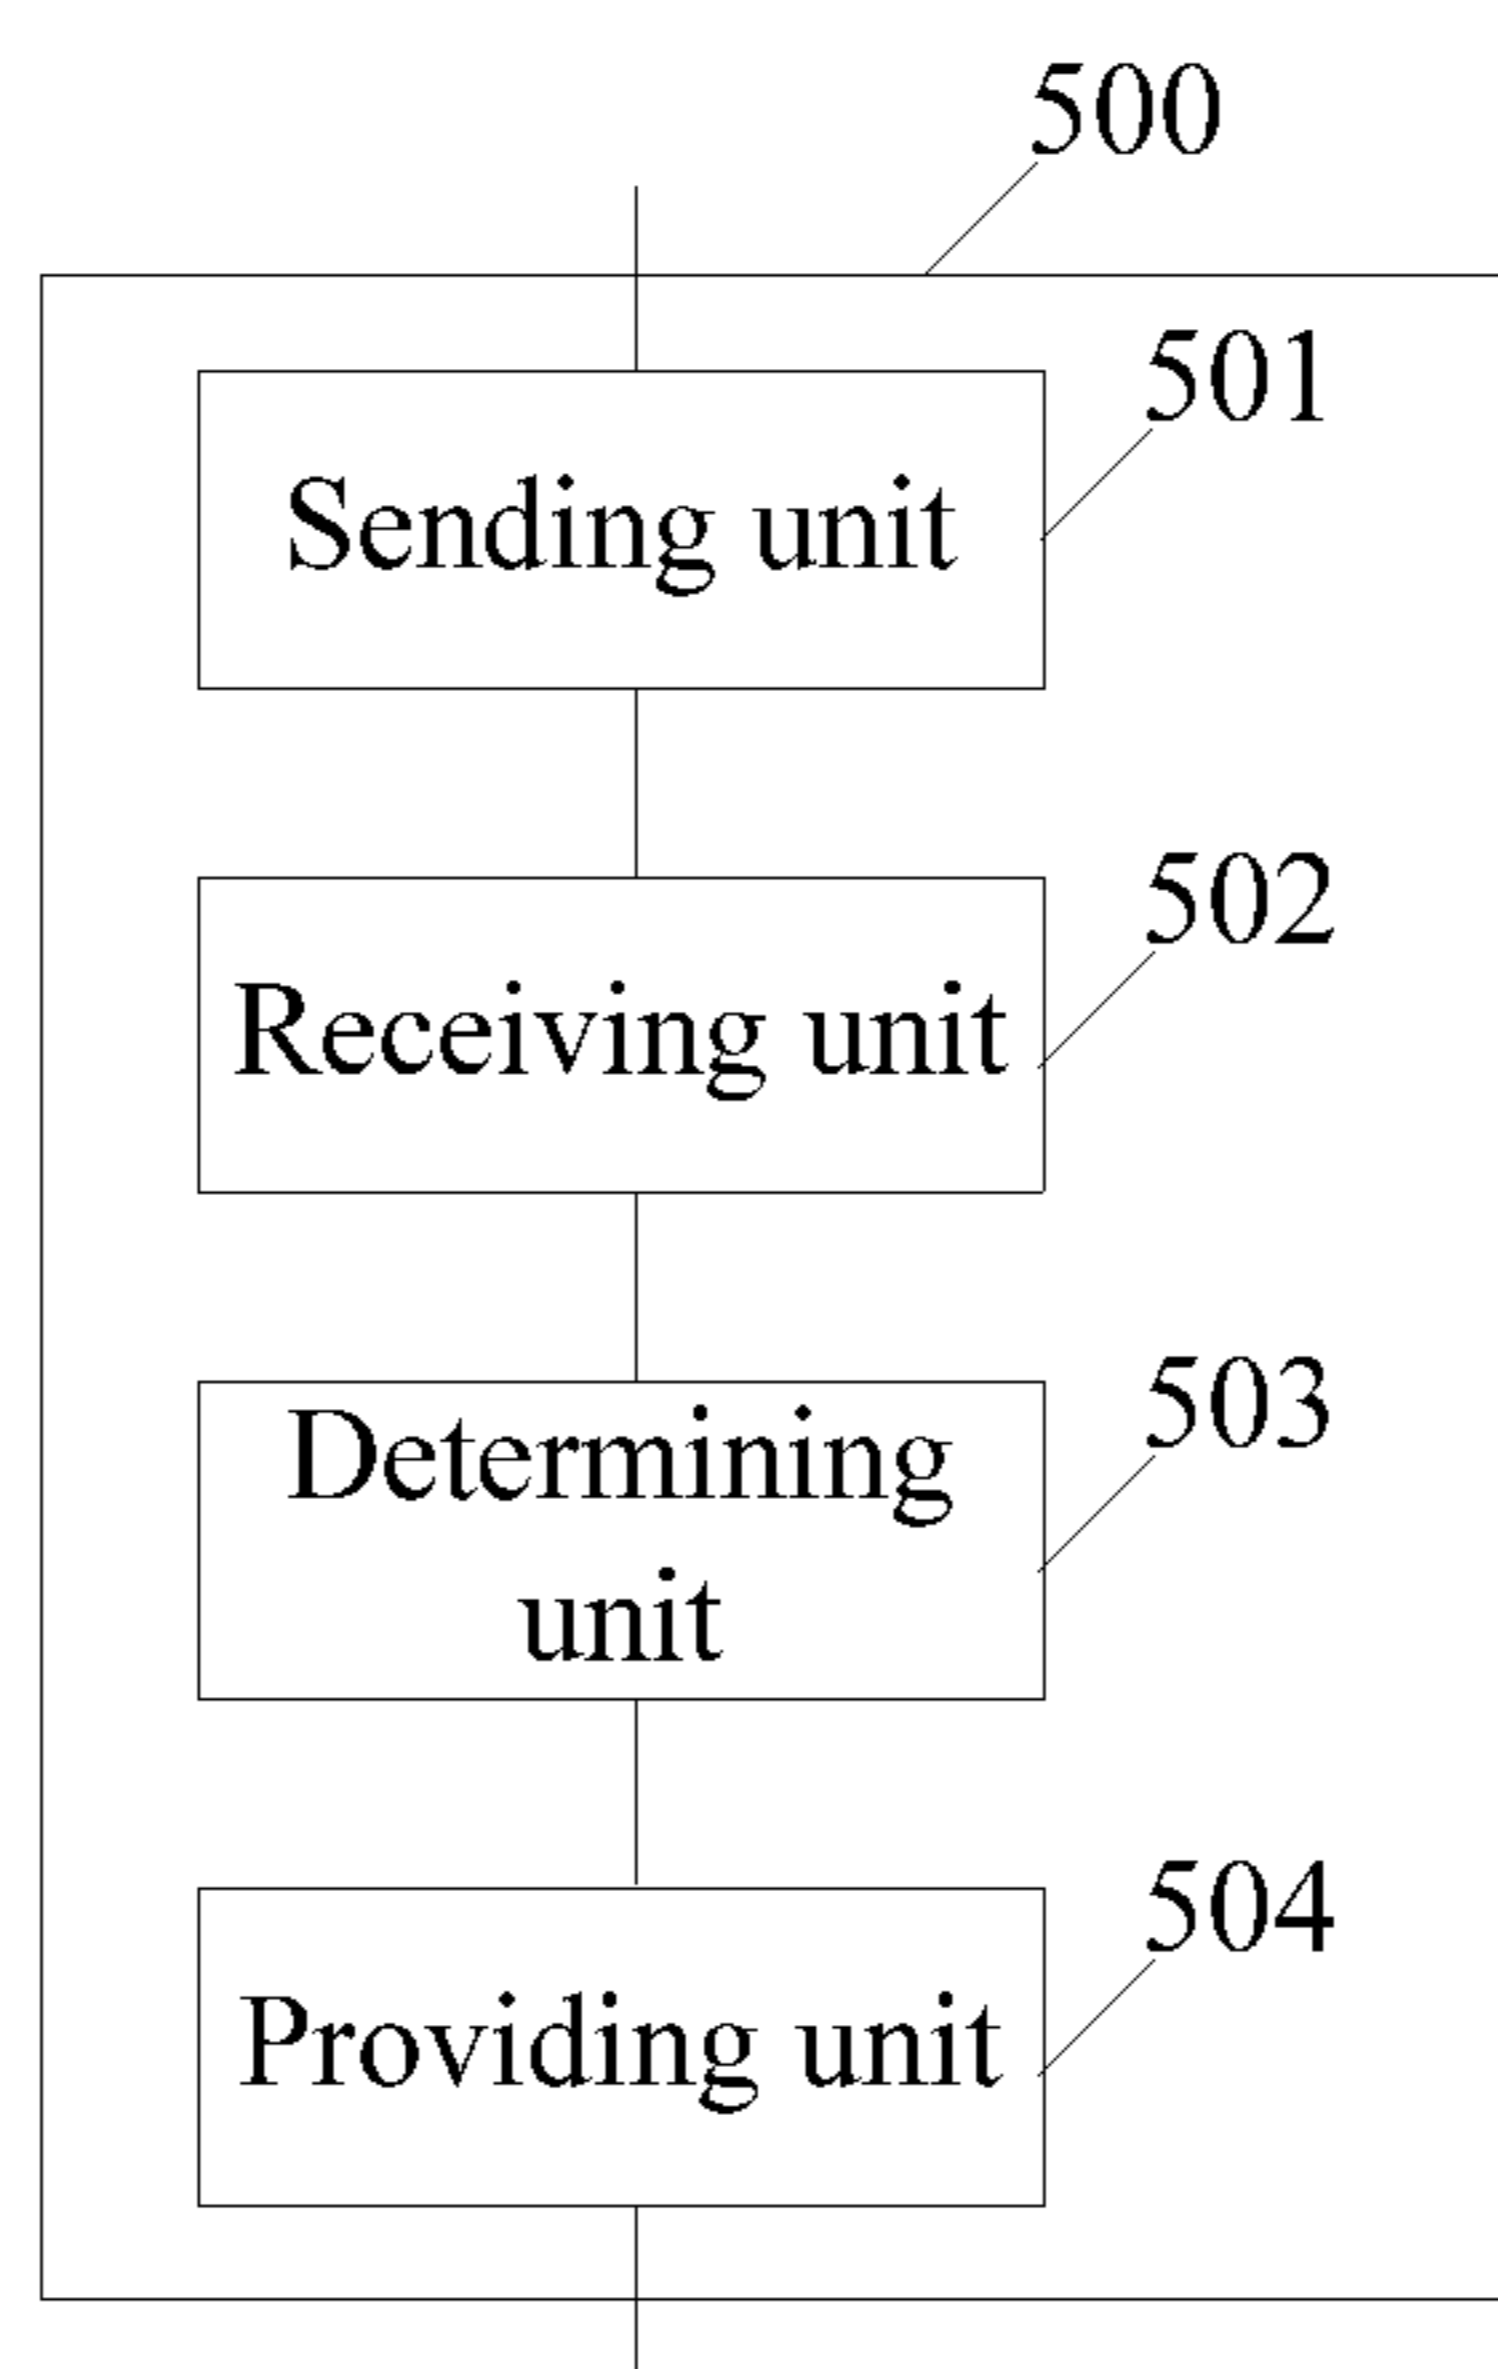 500
501
Sending unit
502
Receiving unit
503
Determining
unit
504
Providing unit